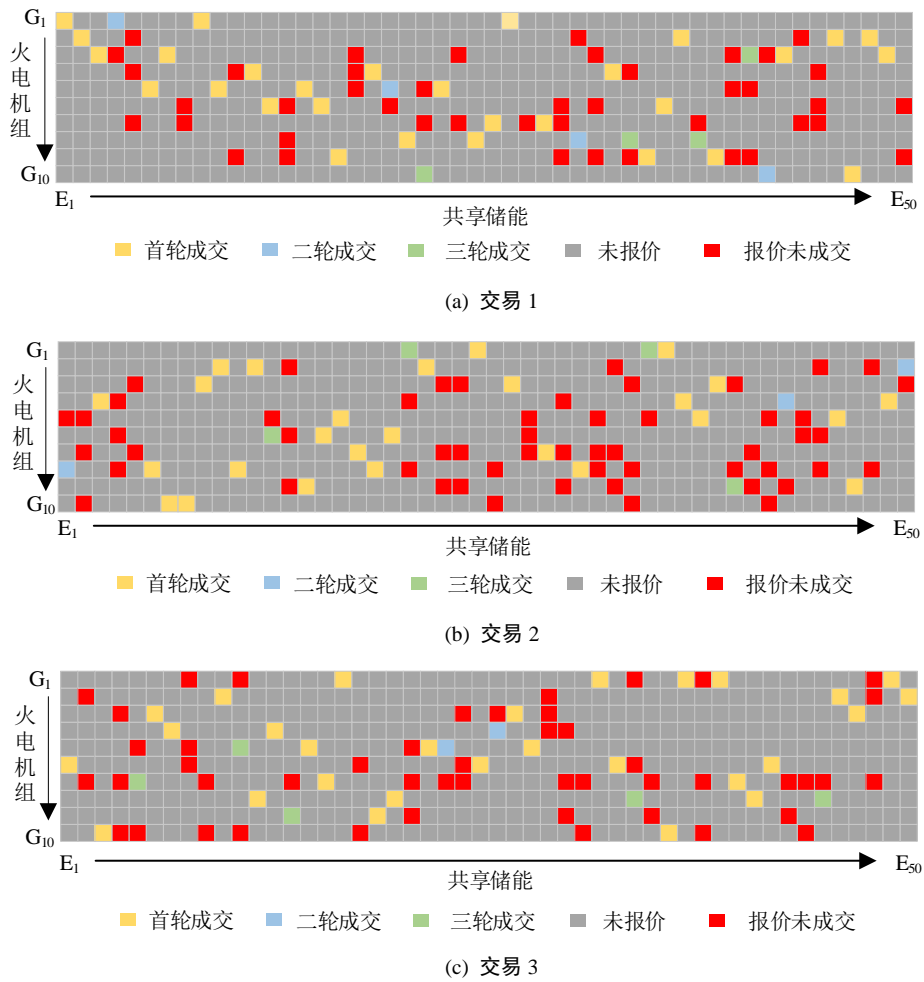 G1
火电机组
G10
E1
E50
共享储能
首轮成交 二轮成交 三轮成交 未报价 报价未成交
(a) 交易 1
G1
火电机组
G10
E1
E50
共享储能
首轮成交 二轮成交 三轮成交 未报价 报价未成交
(b) 交易 2
G1
火电机组
G10
E1
E50
共享储能
首轮成交 二轮成交 三轮成交 未报价 报价未成交
(c) 交易 3